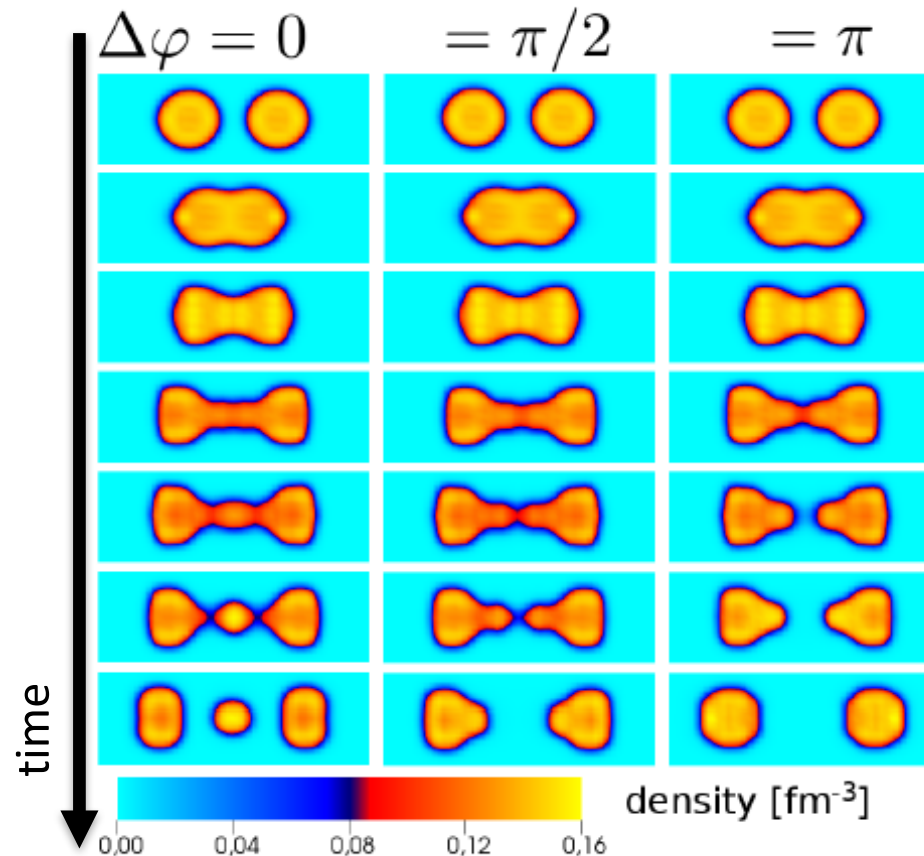 Δφ = 0 = π/2 = π
time
density [fm⁻³]
0,00 0,04 0,08 0,12 0,16